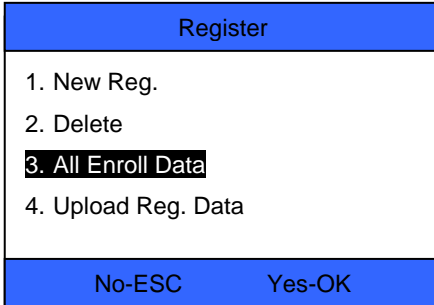 Register
1. New Reg.
2. Delete
3. All Enroll Data
4. Upload Reg. Data
No-ESC Yes-OK